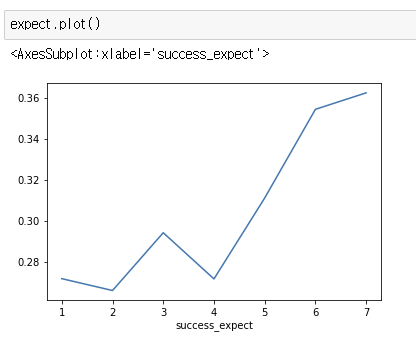 expect.plot()
<AxesSubplot:xlabel='success_expect'>
0.36
0.34
0.32
0.30
0.28
1 2 3 4 5 6 7
success_expect